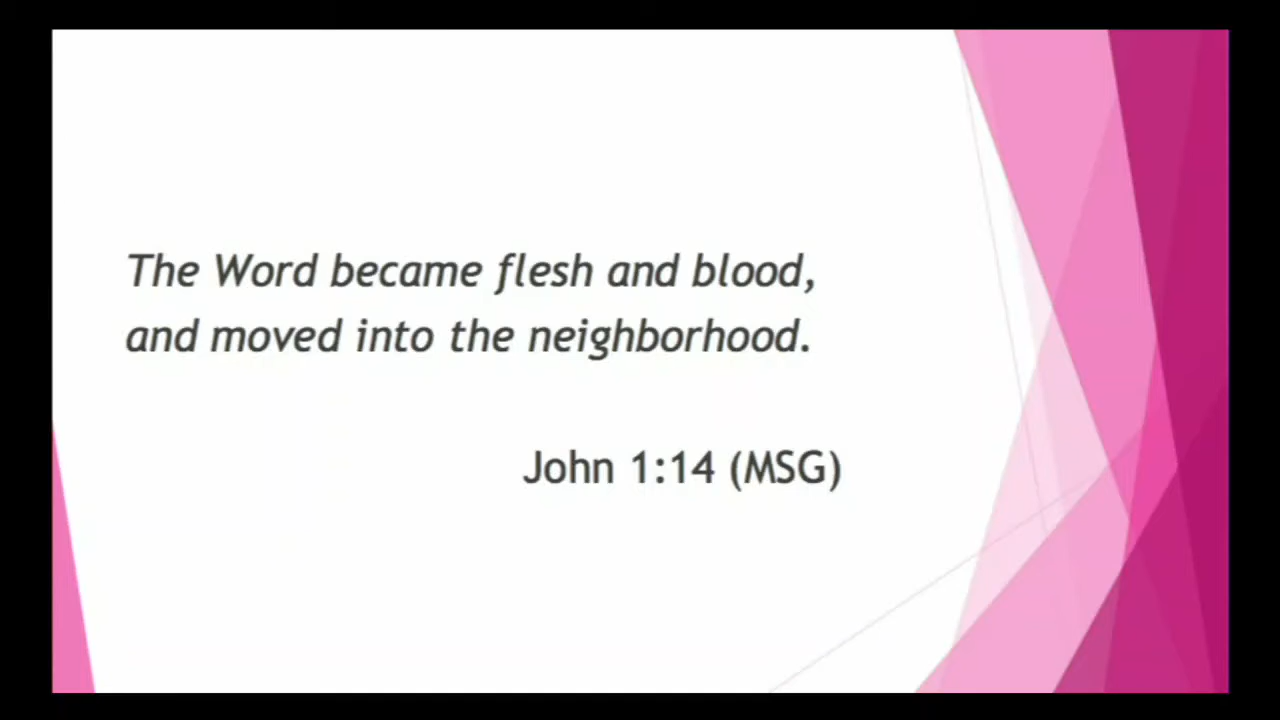 The Word became flesh and blood,
and moved into the neighborhood.
John 1:14 (MSG)